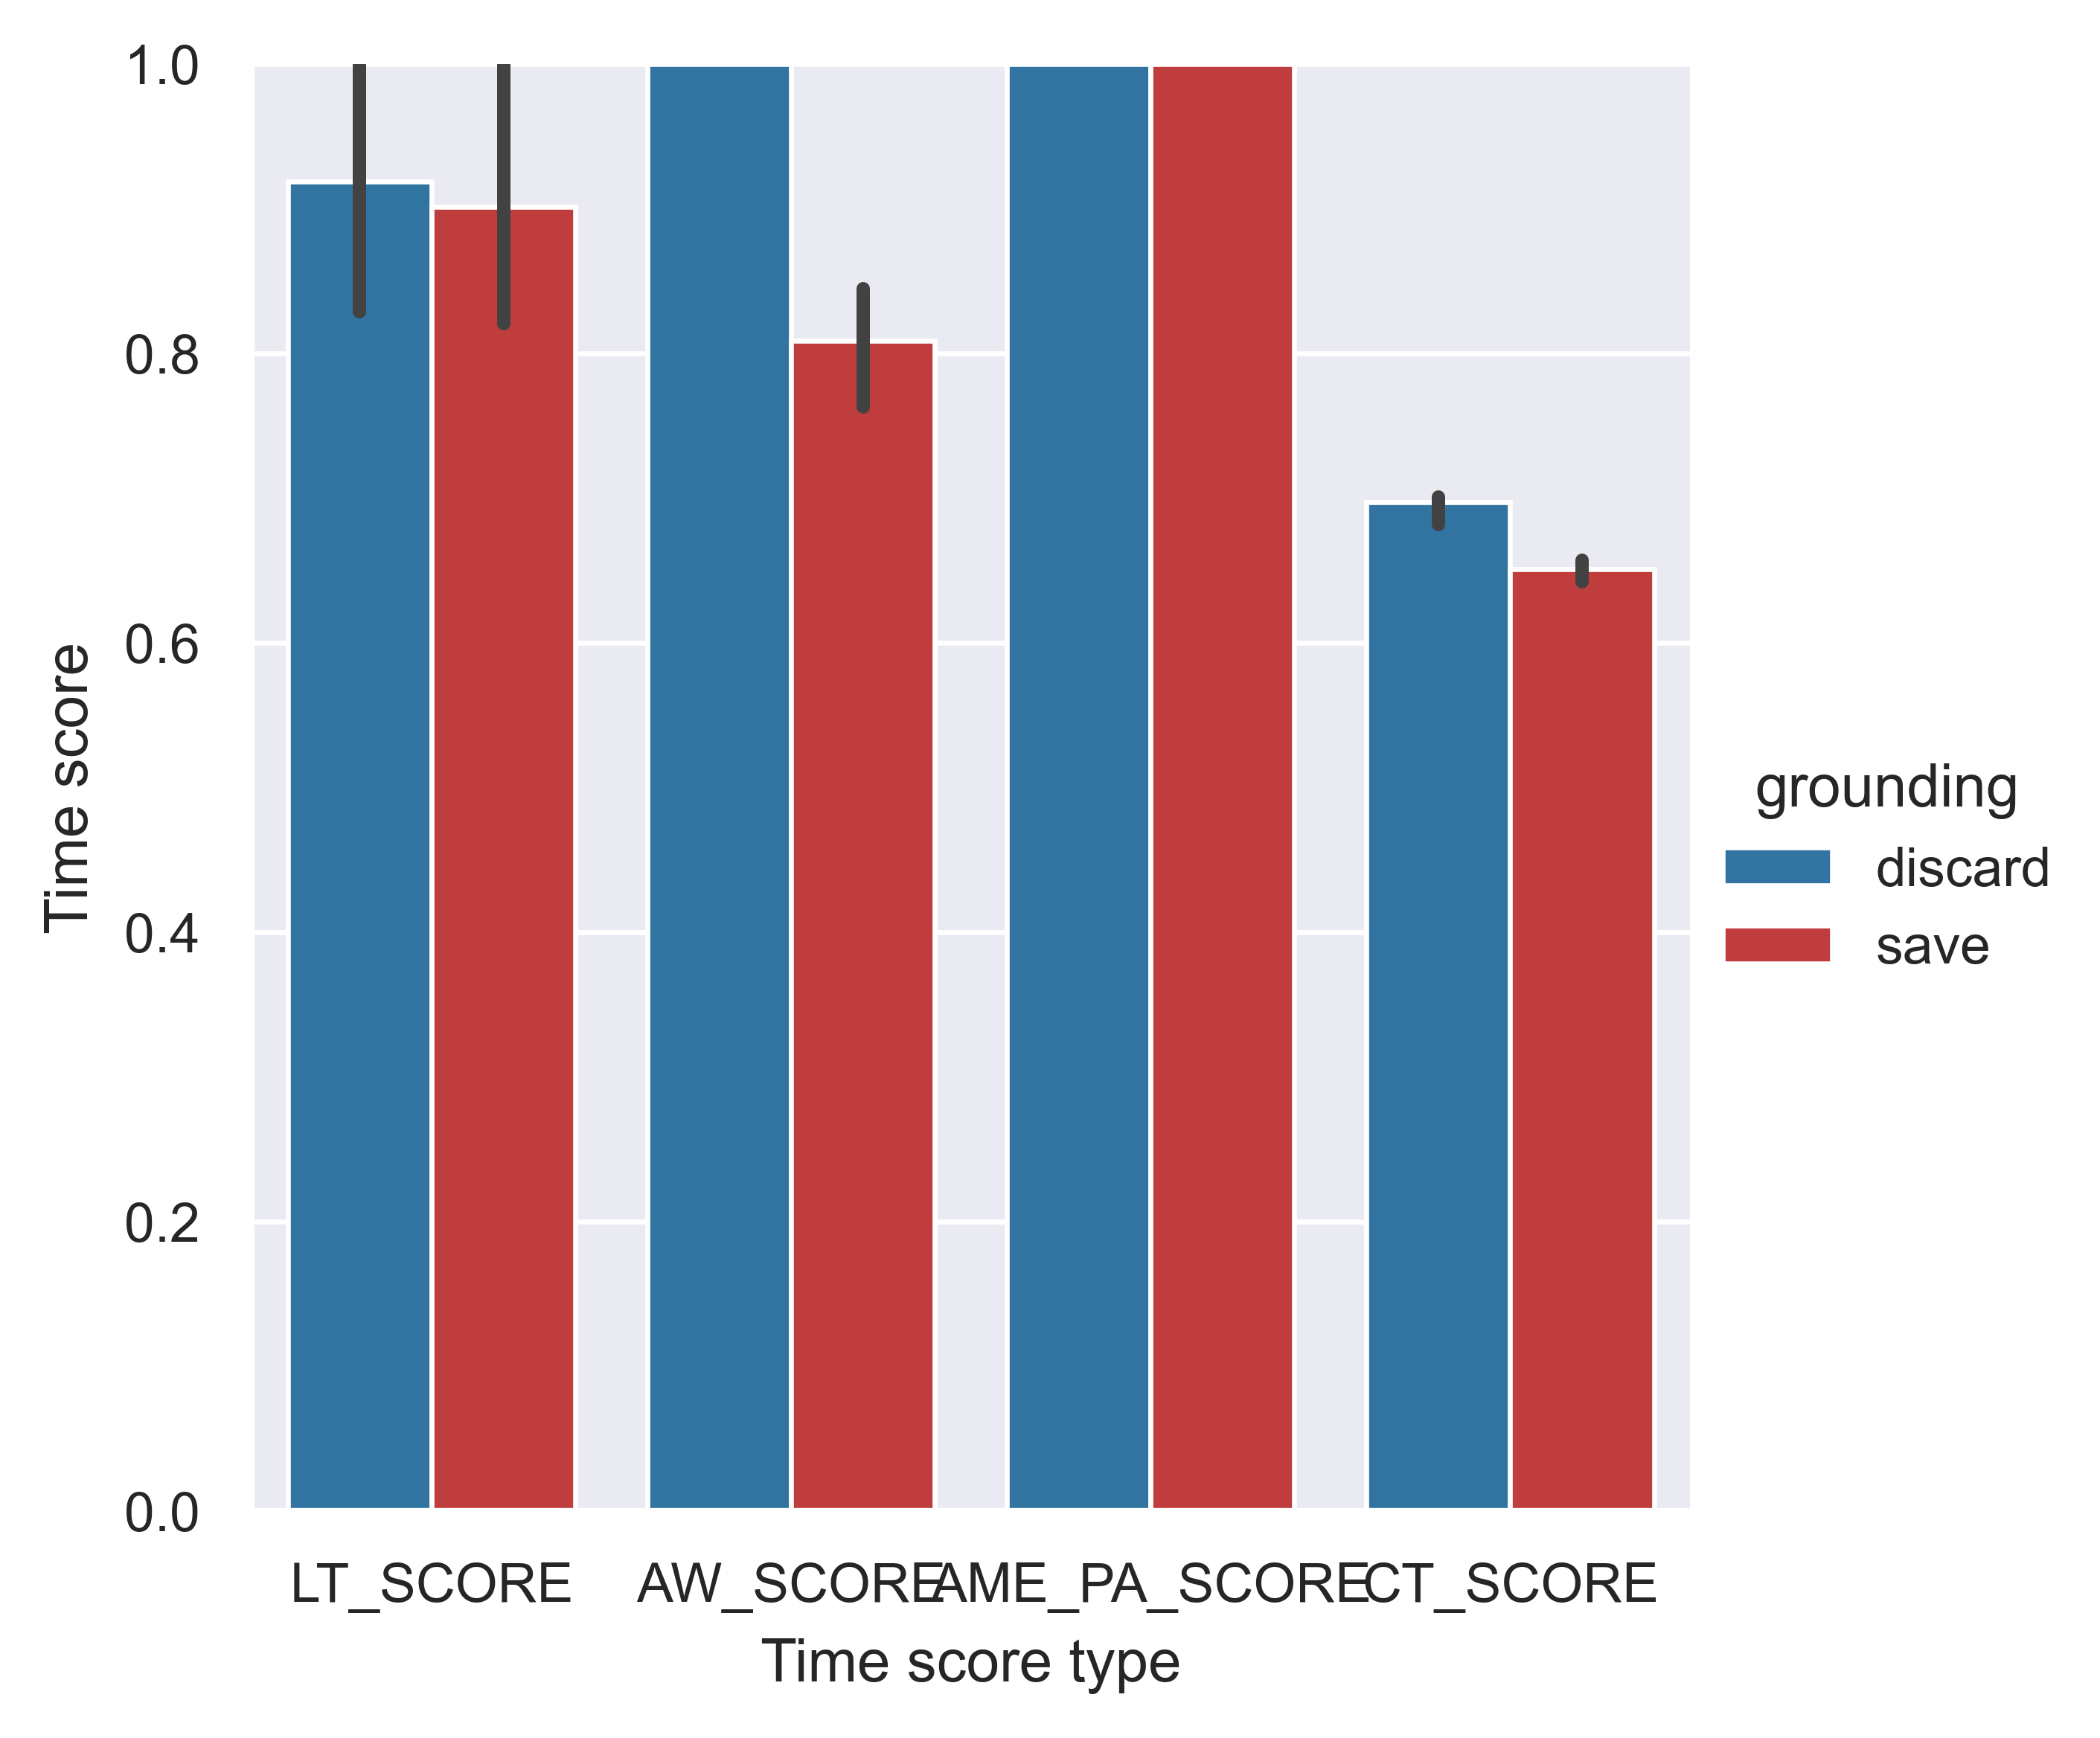 1.0
0.8
0.6
0.4
0.2
0.0
Time score
LT_SCORE AW_SCORE AME_PA_SCORE CT_SCORE
Time score type
grounding
discard
save